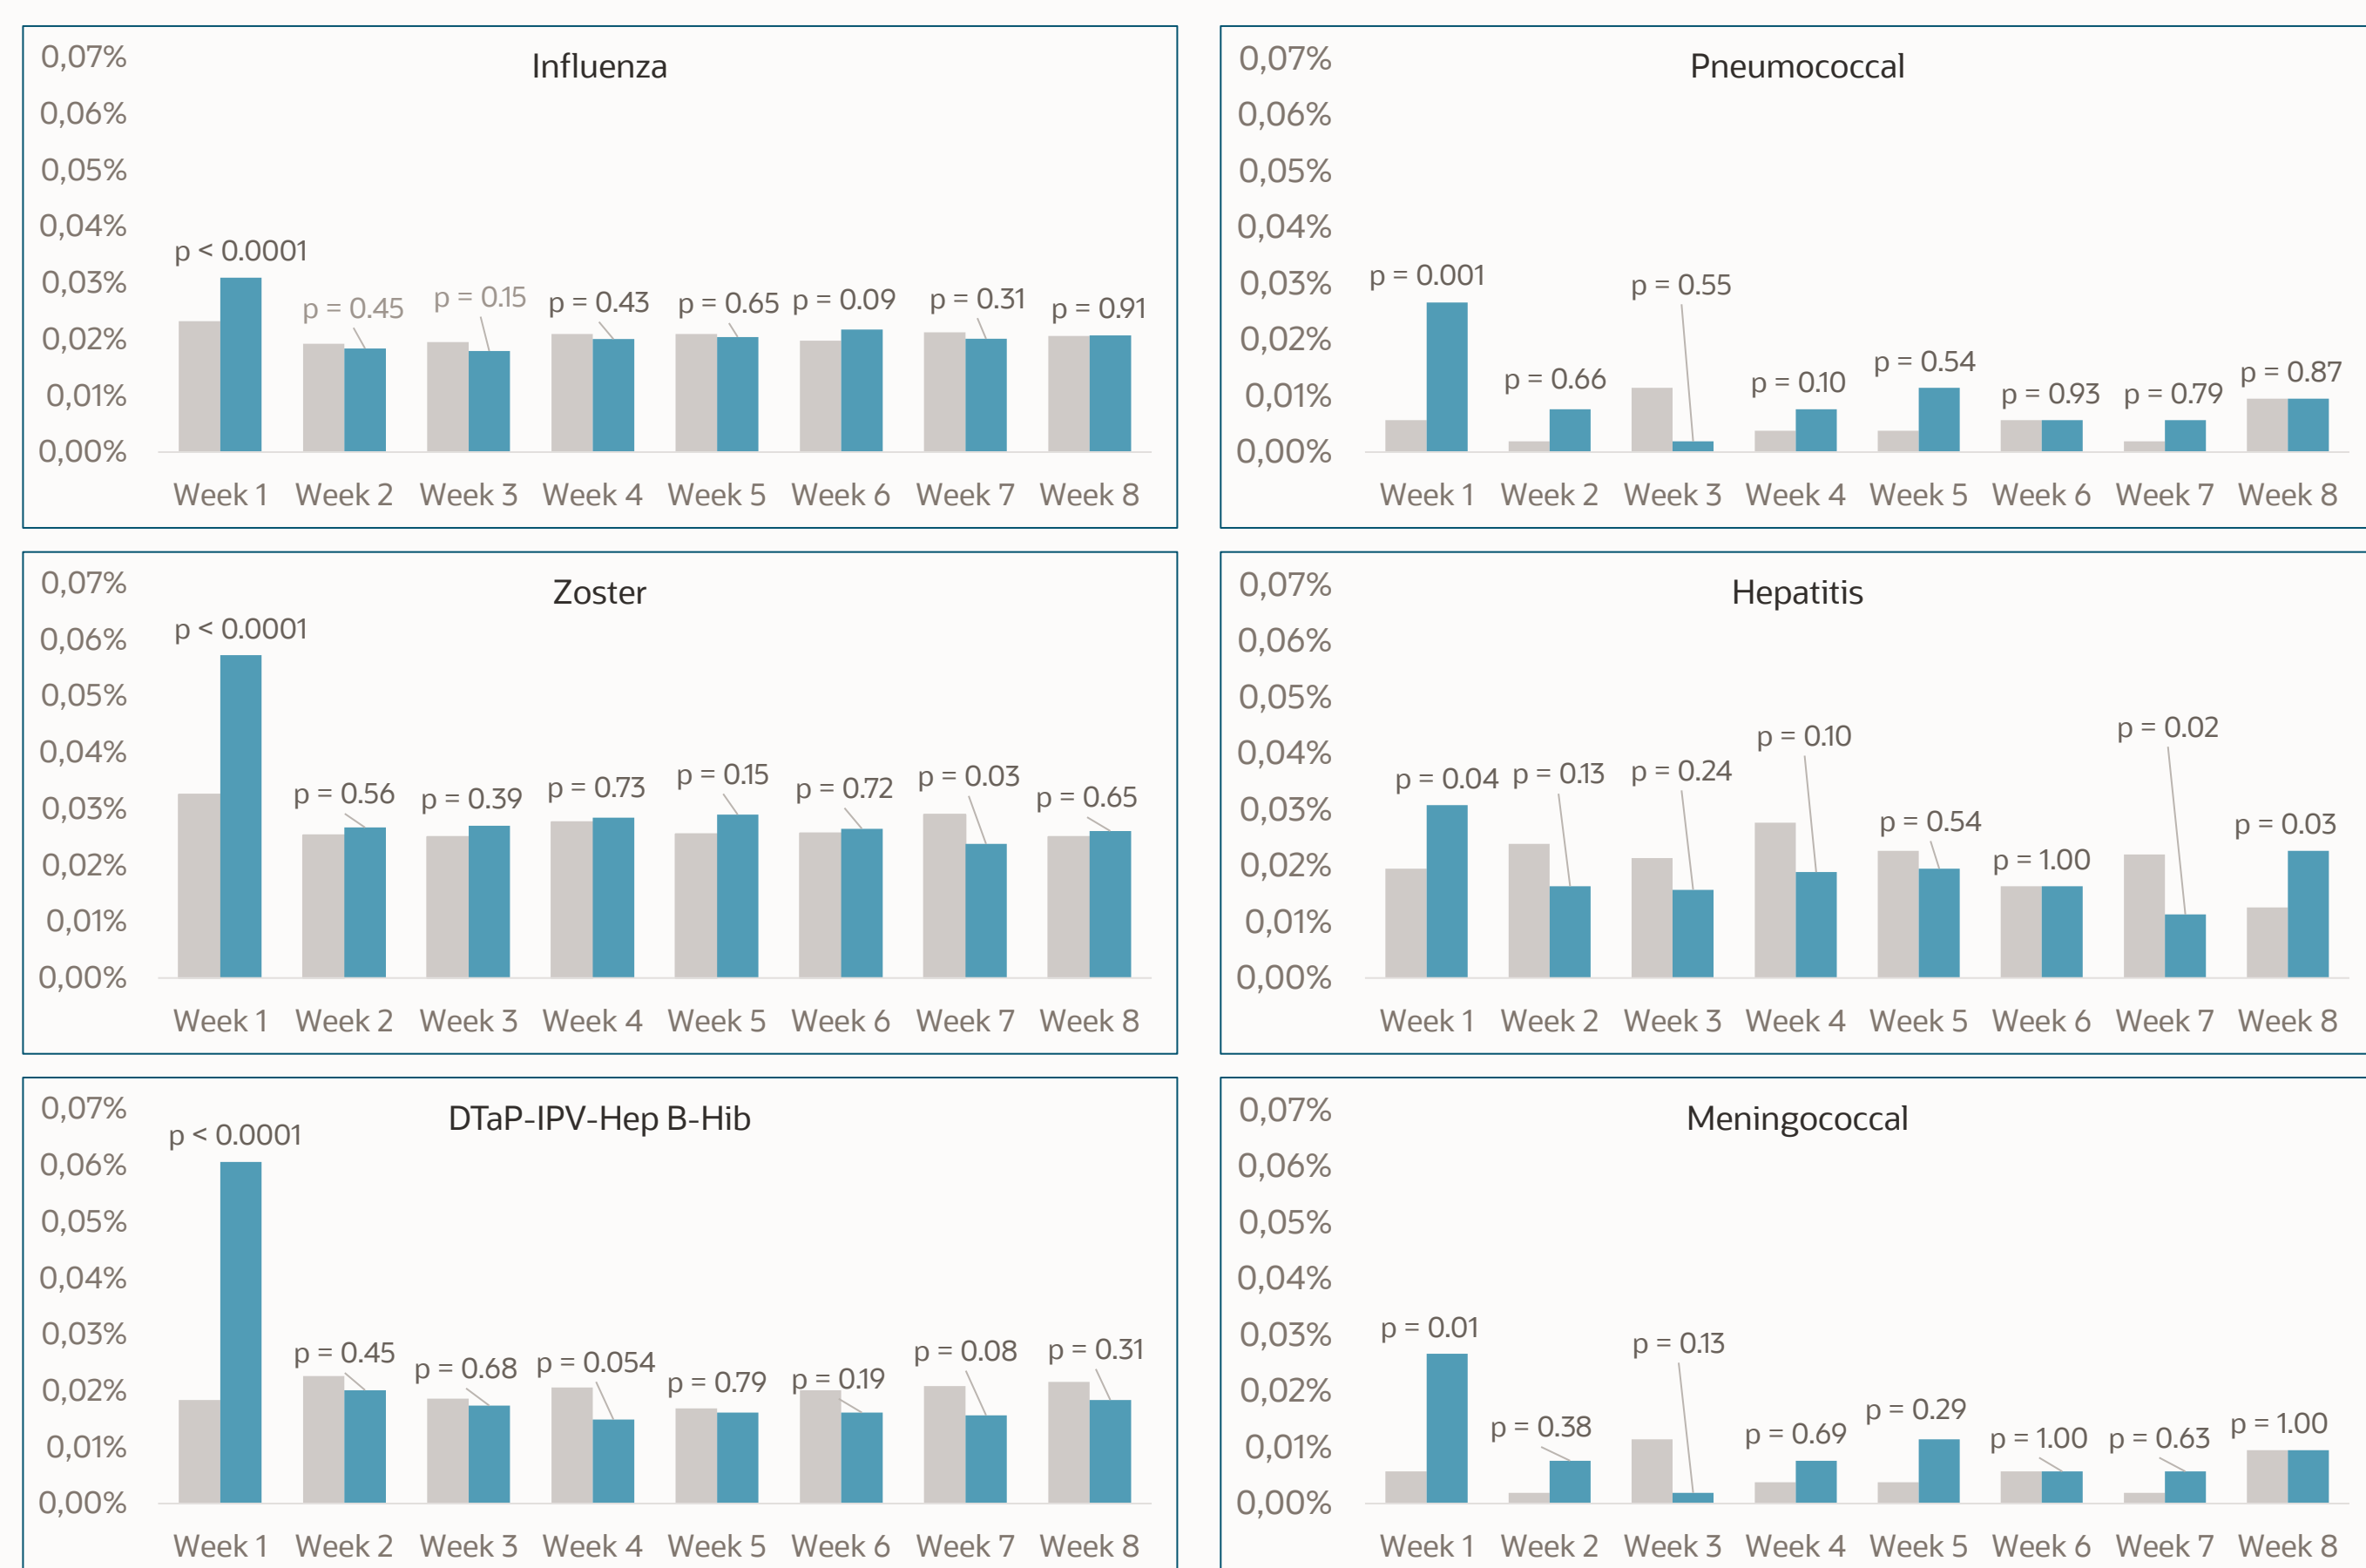 Influenza
0,07%
0,06%
0,05%
0,04%
0,03%
0,02%
0,01%
0,00%
p < 0.0001
p = 0.45
p = 0.15
p = 0.43
p = 0.65
p = 0.09
p = 0.31
p = 0.91
Week 1 Week 2 Week 3 Week 4 Week 5 Week 6 Week 7 Week 8
Pneumococcal
0,07%
0,06%
0,05%
0,04%
0,03%
0,02%
0,01%
0,00%
p = 0.001
p = 0.66
p = 0.55
p = 0.10
p = 0.54
p = 0.93
p = 0.79
p = 0.87
Week 1 Week 2 Week 3 Week 4 Week 5 Week 6 Week 7 Week 8
Zoster
0,07%
0,06%
0,05%
0,04%
0,03%
0,02%
0,01%
0,00%
p < 0.0001
p = 0.56
p = 0.39
p = 0.73
p = 0.15
p = 0.72
p = 0.03
p = 0.65
Week 1 Week 2 Week 3 Week 4 Week 5 Week 6 Week 7 Week 8
Hepatitis
0,07%
0,06%
0,05%
0,04%
0,03%
0,02%
0,01%
0,00%
p = 0.04
p = 0.13
p = 0.24
p = 0.10
p = 0.54
p = 1.00
p = 0.02
p = 0.03
Week 1 Week 2 Week 3 Week 4 Week 5 Week 6 Week 7 Week 8
DTaP-IPV-Hep B-Hib
0,07%
0,06%
0,05%
0,04%
0,03%
0,02%
0,01%
0,00%
p < 0.0001
p = 0.45
p = 0.68
p = 0.054
p = 0.79
p = 0.19
p = 0.08
p = 0.31
Week 1 Week 2 Week 3 Week 4 Week 5 Week 6 Week 7 Week 8
Meningococcal
0,07%
0,06%
0,05%
0,04%
0,03%
0,02%
0,01%
0,00%
p = 0.01
p = 0.38
p = 0.13
p = 0.69
p = 0.29
p = 1.00
p = 0.63
p = 1.00
Week 1 Week 2 Week 3 Week 4 Week 5 Week 6 Week 7 Week 8